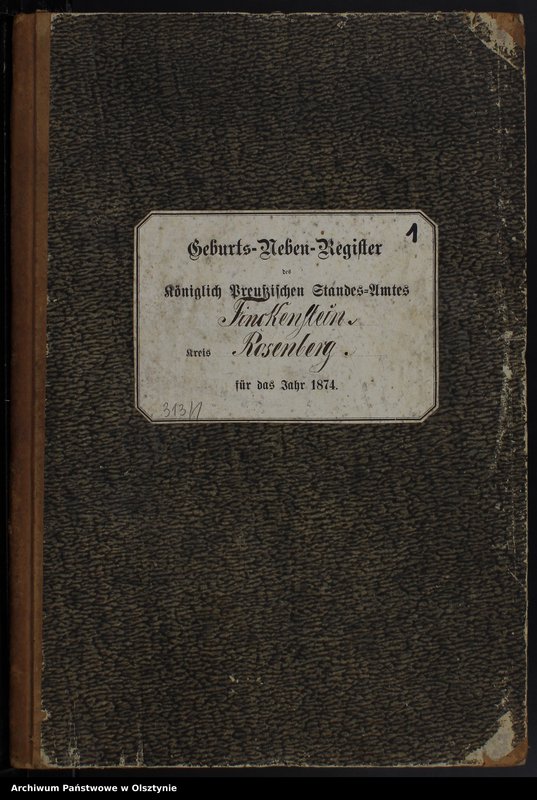 1
Geburts-Neben-Register
des
Königlich Preußischen Standes-Amtes
Finckenstein.
Kreis Rosenberg.
für das Jahr 1874.
313/1
Archiwum Państwowe w Olsztynie